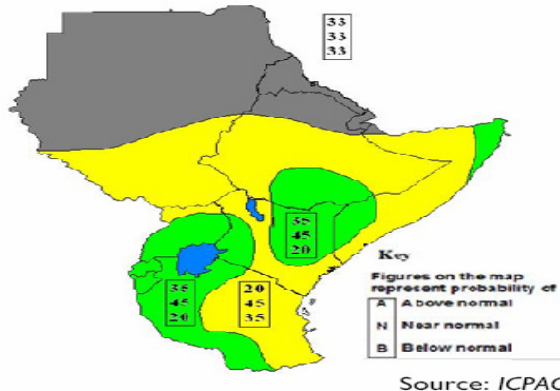 33
33
33
35
45
20
35
45
20
20
45
35
Key
Figures on the map
represent probability of
A Above normal
N Near normal
B Below normal
Source: ICPAC